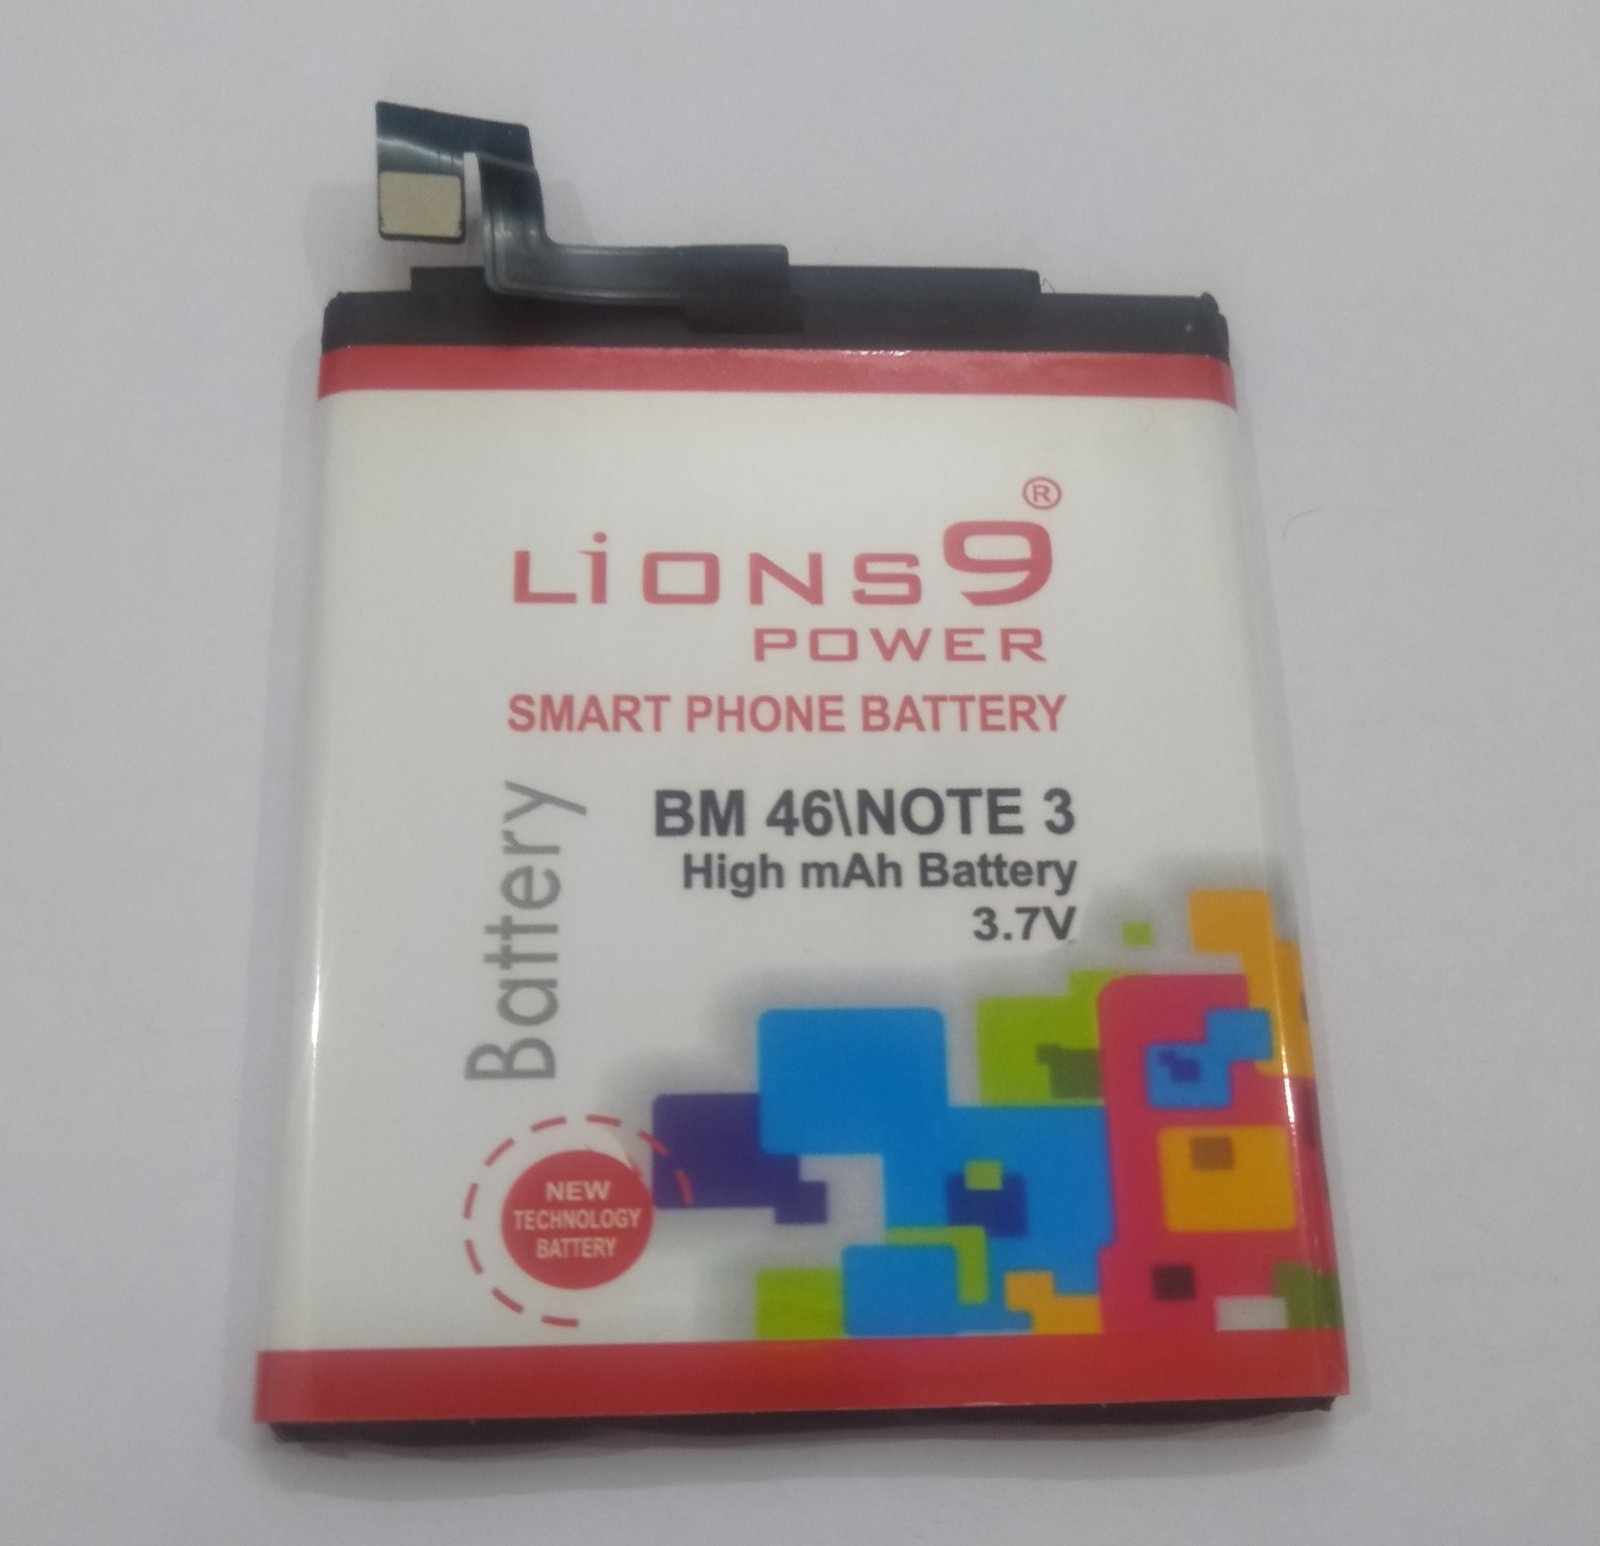 LiONS9®
POWER
SMART PHONE BATTERY
BM 46\NOTE 3
High mAh Battery
3.7V
Battery
NEW
TECHNOLOGY
BATTERY